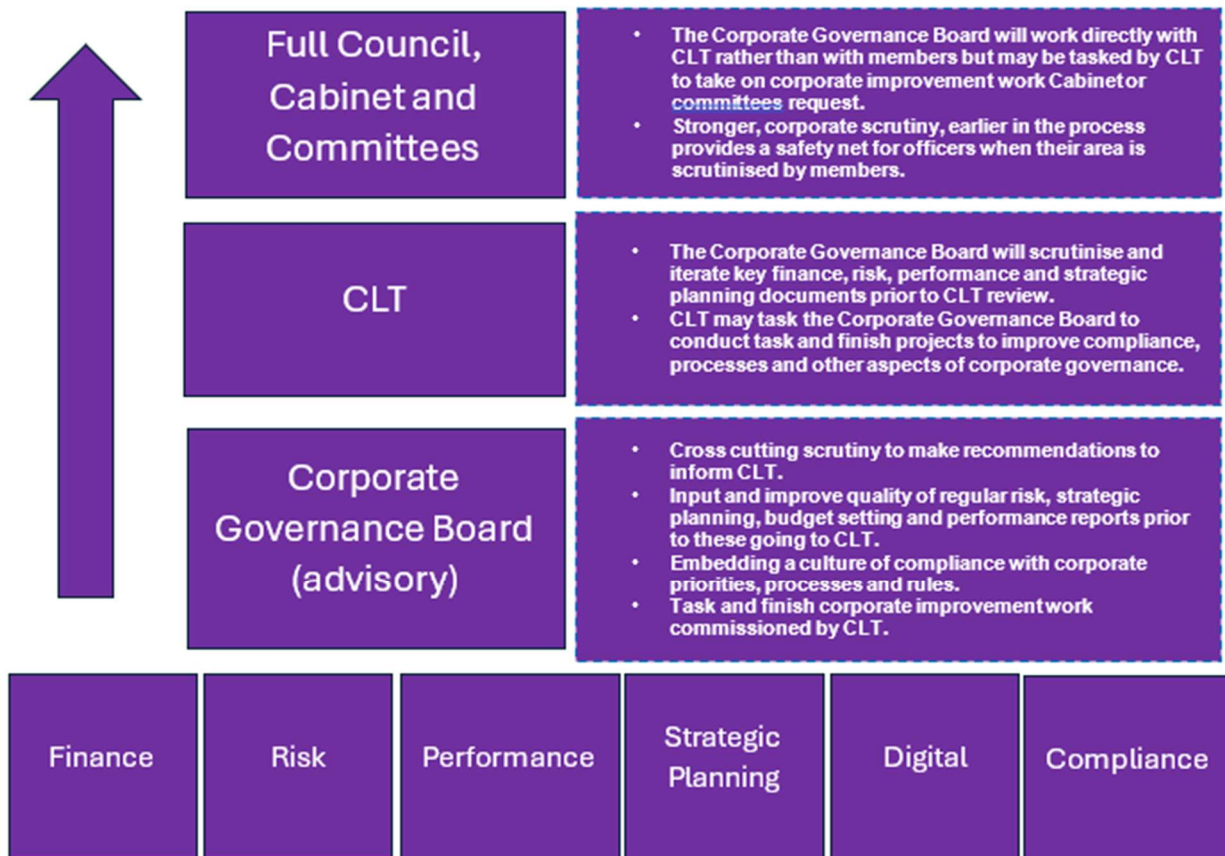 Full Council,
Cabinet and
Committees
• The Corporate Governance Board will work directly with
CLT rather than with members but may be tasked by CLT
to take on corporate improvement work Cabinet or
committees request.
• Stronger, corporate scrutiny, earlier in the process
provides a safety net for officers when their area is
scrutinised by members.
CLT
• The Corporate Governance Board will scrutinise and
iterate key finance, risk, performance and strategic
planning documents prior to CLT review.
• CLT may task the Corporate Governance Board to
conduct task and finish projects to improve compliance,
processes and other aspects of corporate governance.
Corporate
Governance Board
(advisory)
• Cross cutting scrutiny to make recommendations to
inform CLT.
• Input and improve quality of regular risk, strategic
planning, budget setting and performance reports prior
to these going to CLT.
• Embedding a culture of compliance with corporate
priorities, processes and rules.
• Task and finish corporate improvement work
commissioned by CLT.
Finance
Risk
Performance
Strategic
Planning
Digital
Compliance